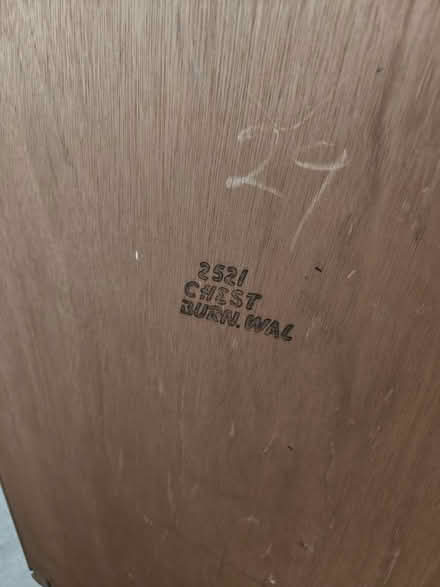 29
2521
CHEST
BURN. WAL